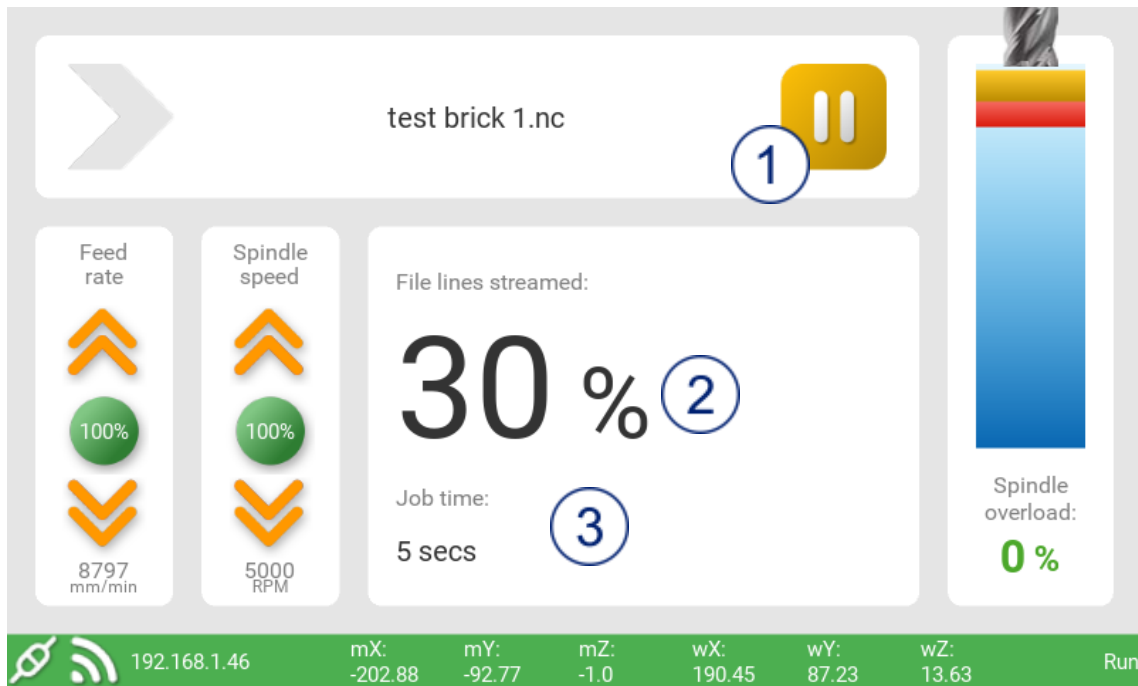 test brick 1.nc
1
Feed
rate
100%
8797
mm/min
Spindle
speed
100%
5000
RPM
File lines streamed:
30 %
2
Job time:
3
5 secs
Spindle
overload:
0 %
192.168.1.46
mX:
-202.88
mY:
-92.77
mZ:
-1.0
wX:
190.45
wY:
87.23
wZ:
13.63
Run